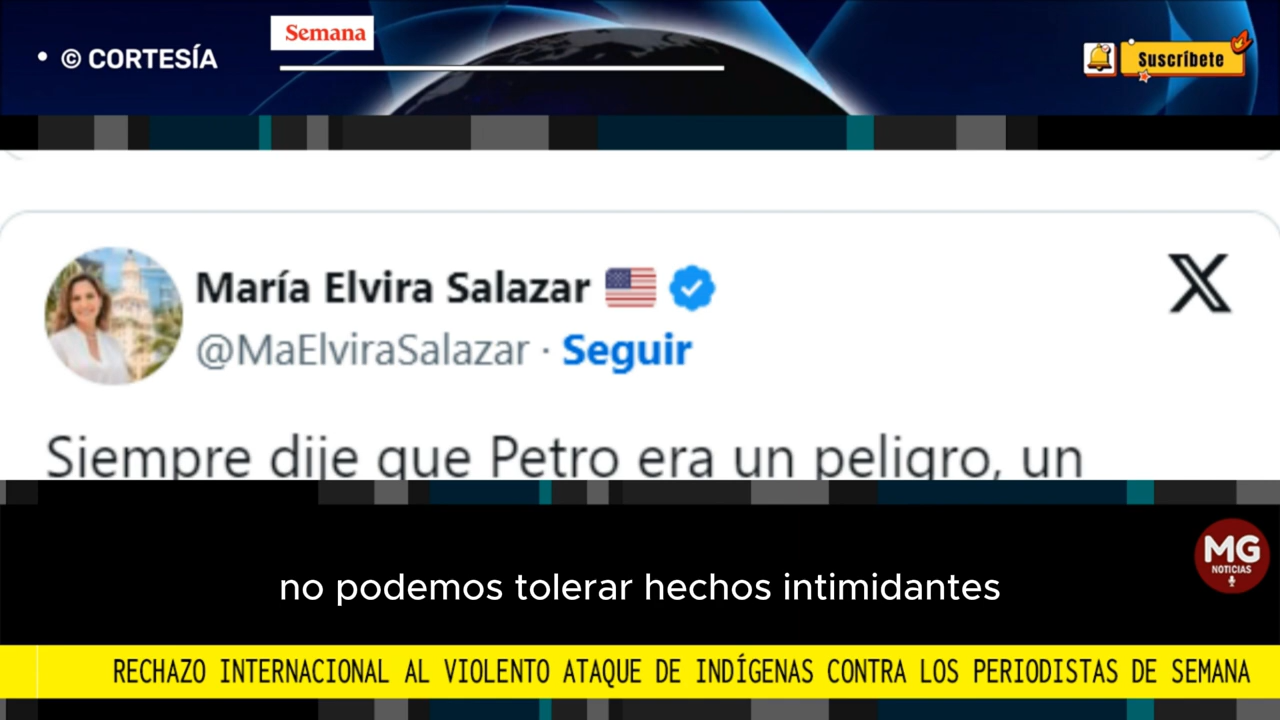 • © CORTESÍA
Semana
Suscríbete
María Elvira Salazar
@MaElviraSalazar · Seguir
Siempre dije que Petro era un peligro, un
no podemos tolerar hechos intimidantes
MG
NOTICIAS
RECHAZO INTERNACIONAL AL VIOLENTO ATAQUE DE INDÍGENAS CONTRA LOS PERIODISTAS DE SEMANA